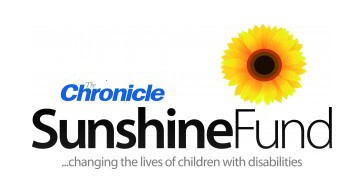 The
Chronicle
SunshineFund
...changing the lives of children with disabilities